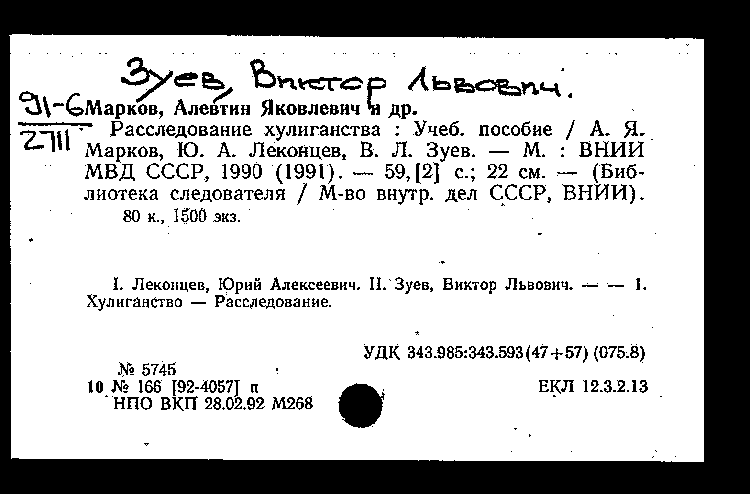 Зуев, Виктор Львович.
91-6 Марков, Алевтин Яковлевич и др.
2711 Расследование хулиганства : Учеб. пособие / А. Я.
Марков, Ю. А. Леконцев, В. Л. Зуев. — М. : ВНИИ
МВД СССР, 1990 (1991). — 59, [2] с.; 22 см. — (Биб-
лиотека следователя / М-во внутр. дел СССР, ВНИИ).
80 к., 1500 экз.
I. Леконцев, Юрий Алексеевич. II. Зуев, Виктор Львович. — — 1.
Хулиганство — Расследование.
УДК 343.985:343.593(47+57) (075.8)
№ 5745
10 № 166 [92-4057] п ЕКЛ 12.3.2.13
НПО ВКП 28.02.92 М268